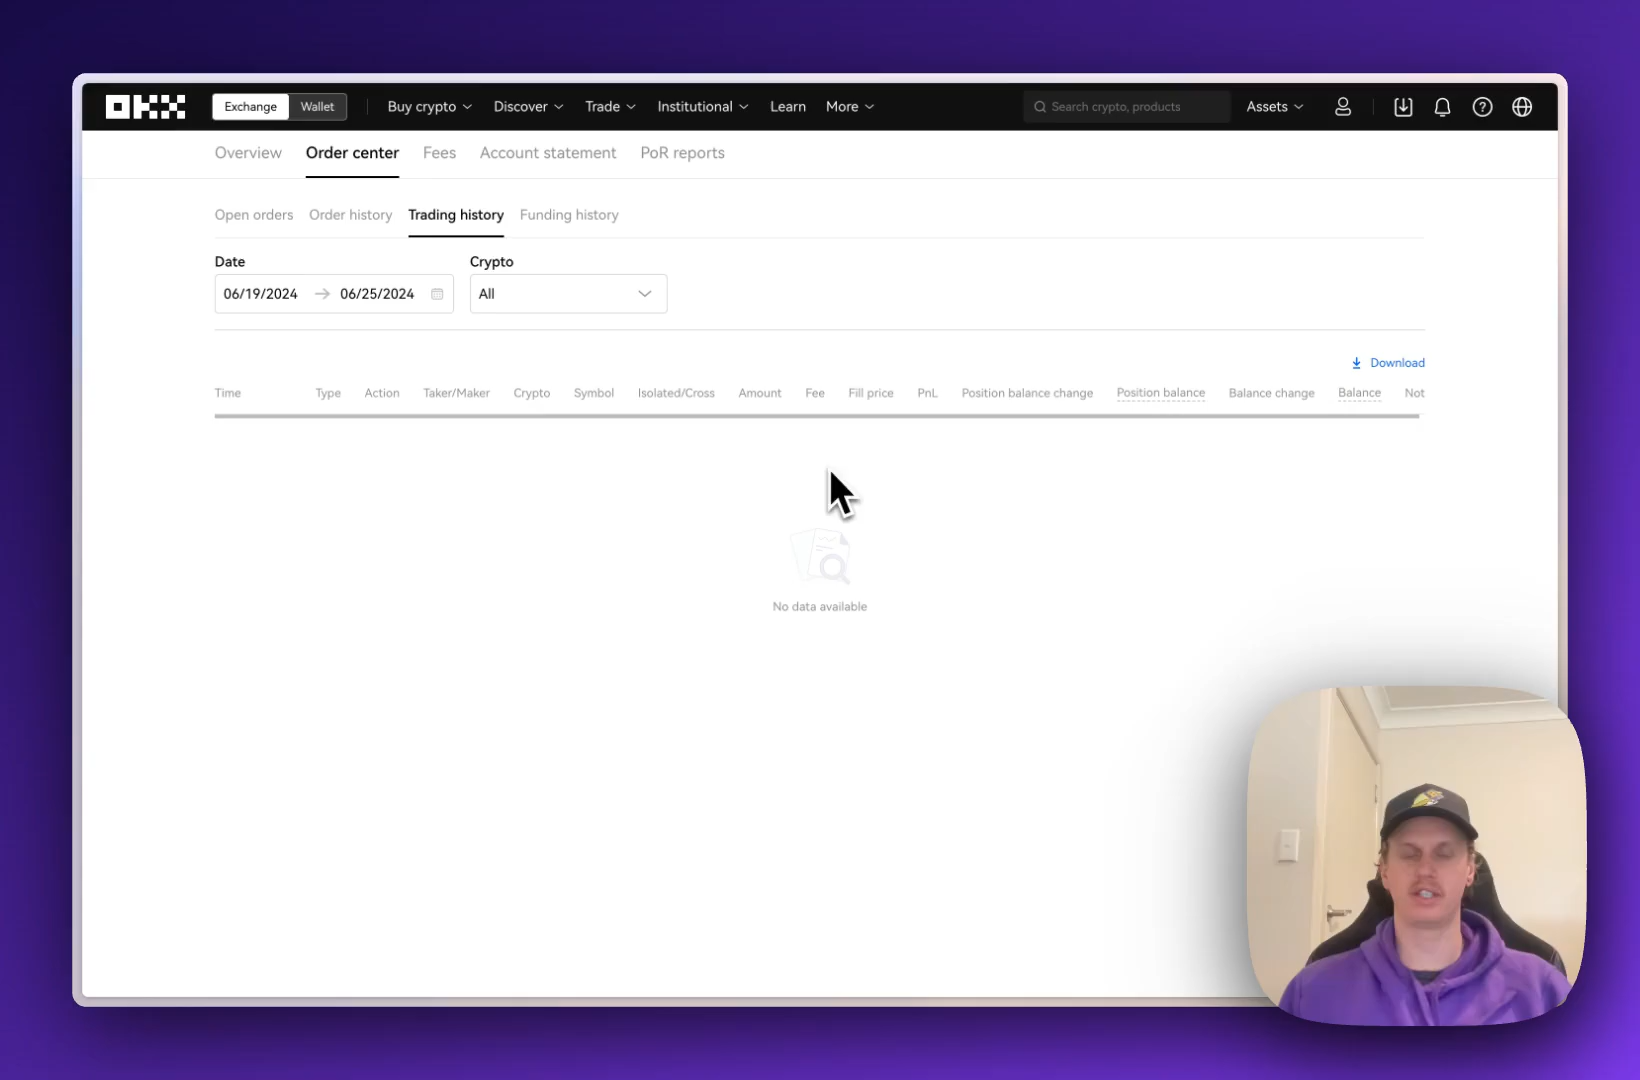 OKX Exchange Wallet Buy crypto Discover Trade Institutional Learn More Search crypto, products Assets
Overview Order center Fees Account statement PoR reports
Open orders Order history Trading history Funding history
Date Crypto
06/19/2024 06/25/2024 All
Download
Time Type Action Taker/Maker Crypto Symbol Isolated/Cross Amount Fee Fill price PnL Position balance change Position balance Balance change Balance Not
No data available